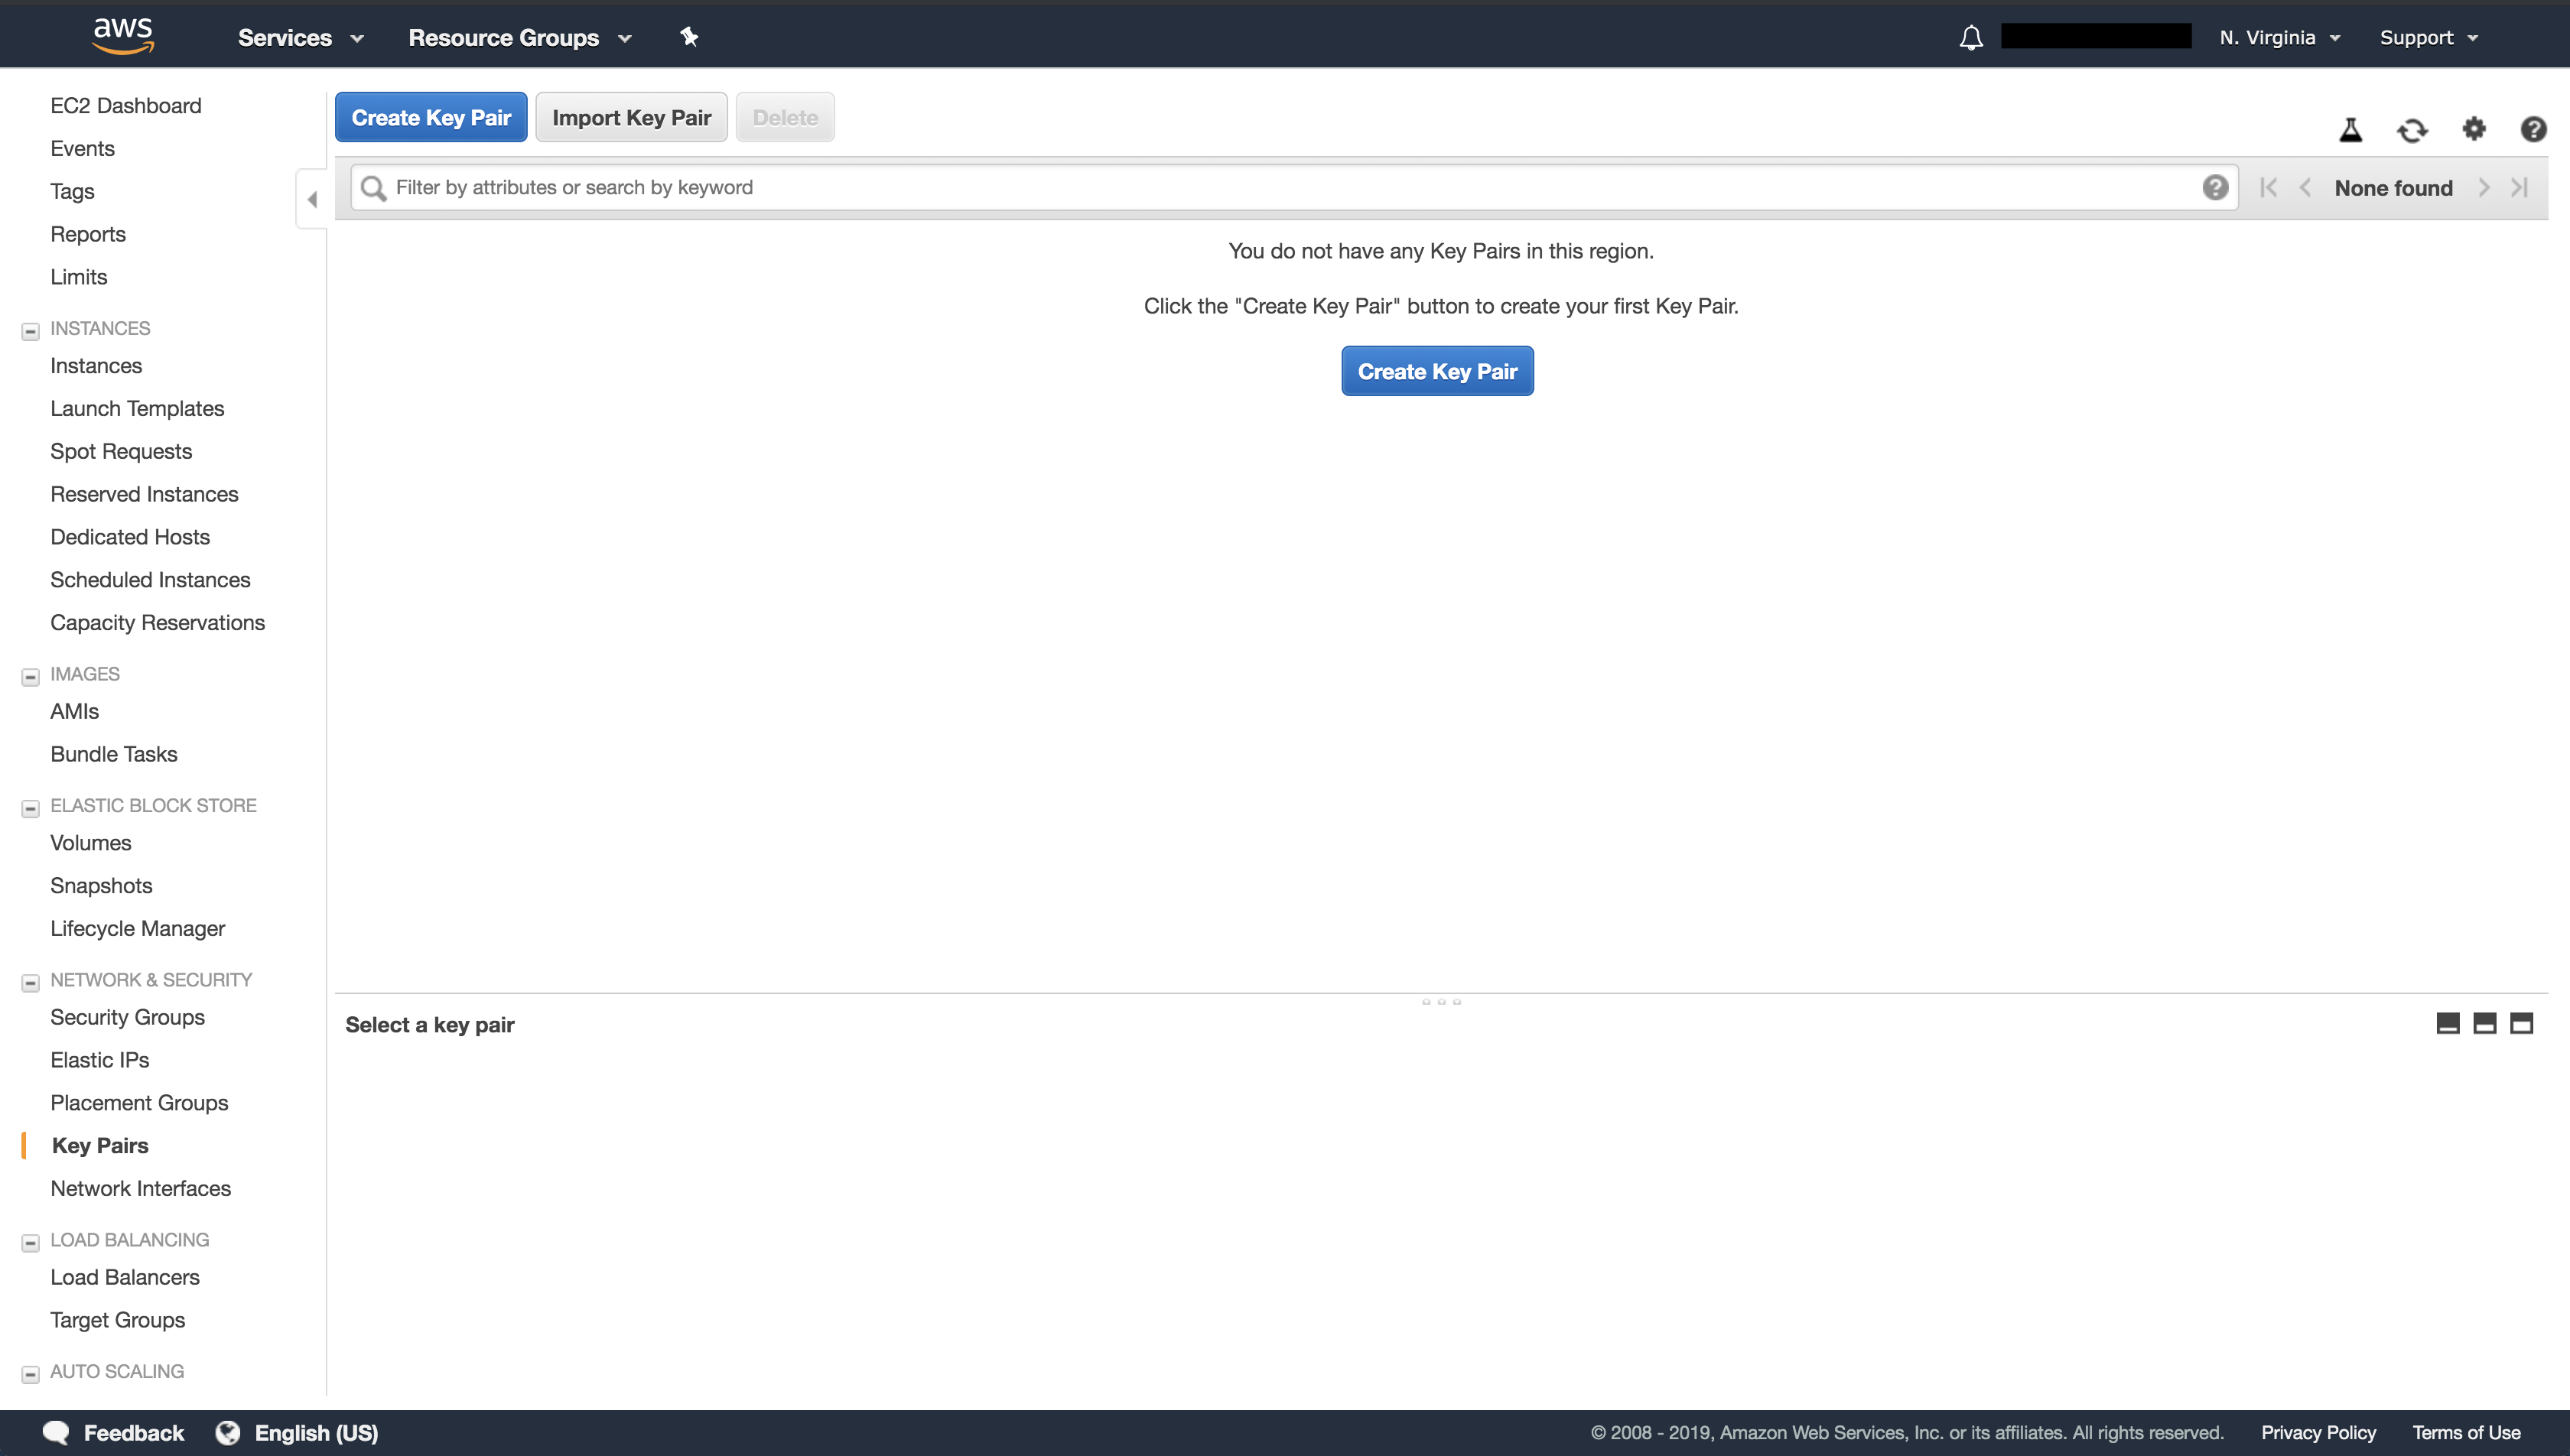 aws
Services
Resource Groups
N. Virginia
Support
EC2 Dashboard
Events
Tags
Reports
Limits
INSTANCES
Instances
Launch Templates
Spot Requests
Reserved Instances
Dedicated Hosts
Scheduled Instances
Capacity Reservations
IMAGES
AMIs
Bundle Tasks
ELASTIC BLOCK STORE
Volumes
Snapshots
Lifecycle Manager
NETWORK & SECURITY
Security Groups
Elastic IPs
Placement Groups
Key Pairs
Network Interfaces
LOAD BALANCING
Load Balancers
Target Groups
AUTO SCALING
Create Key Pair
Import Key Pair
Delete
Filter by attributes or search by keyword
None found
You do not have any Key Pairs in this region.
Click the "Create Key Pair" button to create your first Key Pair.
Create Key Pair
Select a key pair
Feedback
English (US)
© 2008 - 2019, Amazon Web Services, Inc. or its affiliates. All rights reserved.
Privacy Policy
Terms of Use